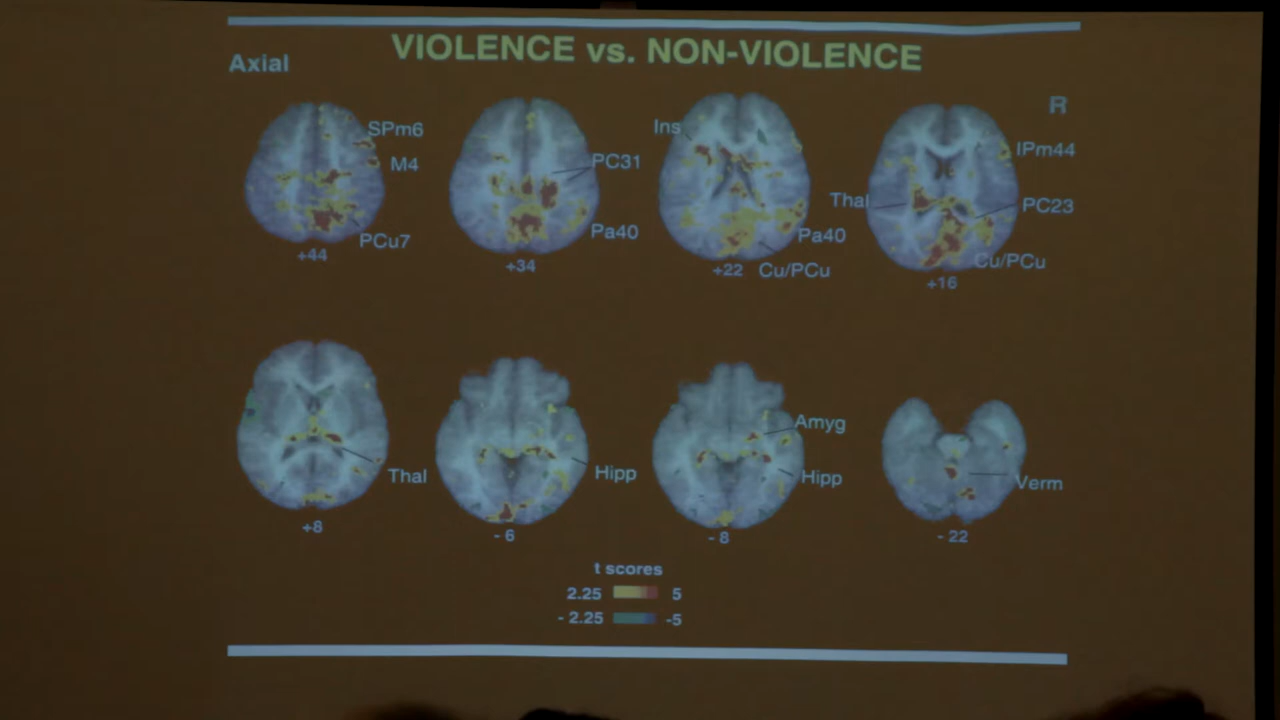 VIOLENCE vs. NON-VIOLENCE
Axial
R
SPm6
M4
PCu7
+44
PC31
Pa40
+34
Ins
Pa40
Cu/PCu
+22
IPm44
Thal
PC23
Cu/PCu
+16
Thal
+8
Hipp
- 6
Amyg
Hipp
- 8
Verm
- 22
t scores
2.25 5
- 2.25 -5